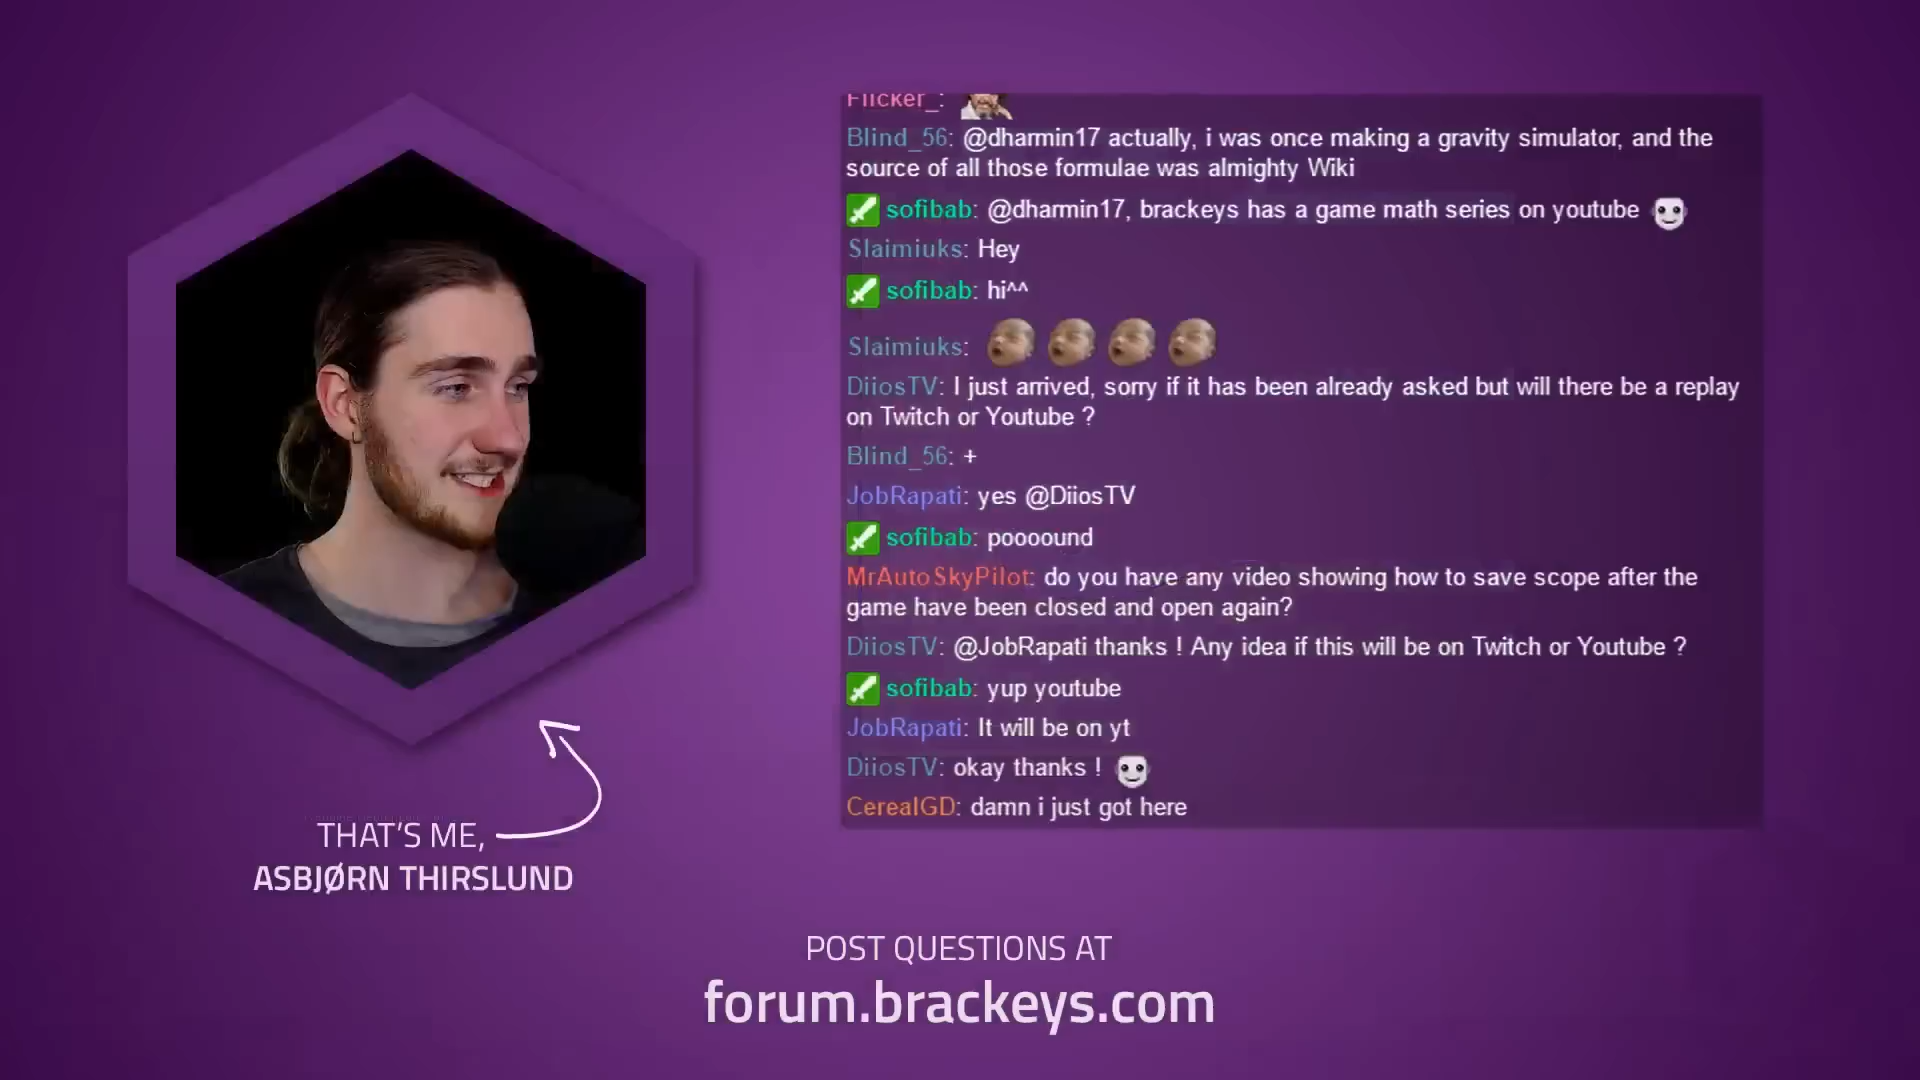 Flicker_:
Blind_56: @dharmin17 actually, i was once making a gravity simulator, and the
source of all those formulae was almighty Wiki
sofibab: @dharmin17, brackeys has a game math series on youtube
Slaimiuks: Hey
sofibab: hi^^
Slaimiuks:
DiiosTV: I just arrived, sorry if it has been already asked but will there be a replay
on Twitch or Youtube ?
Blind_56: +
JobRapati: yes @DiiosTV
sofibab: poooound
MrAutoSkyPilot: do you have any video showing how to save scope after the
game have been closed and open again?
DiiosTV: @JobRapati thanks ! Any idea if this will be on Twitch or Youtube ?
sofibab: yup youtube
JobRapati: It will be on yt
DiiosTV: okay thanks !
CerealGD: damn i just got here
THAT'S ME,
ASBJØRN THIRSLUND
POST QUESTIONS AT
forum.brackeys.com